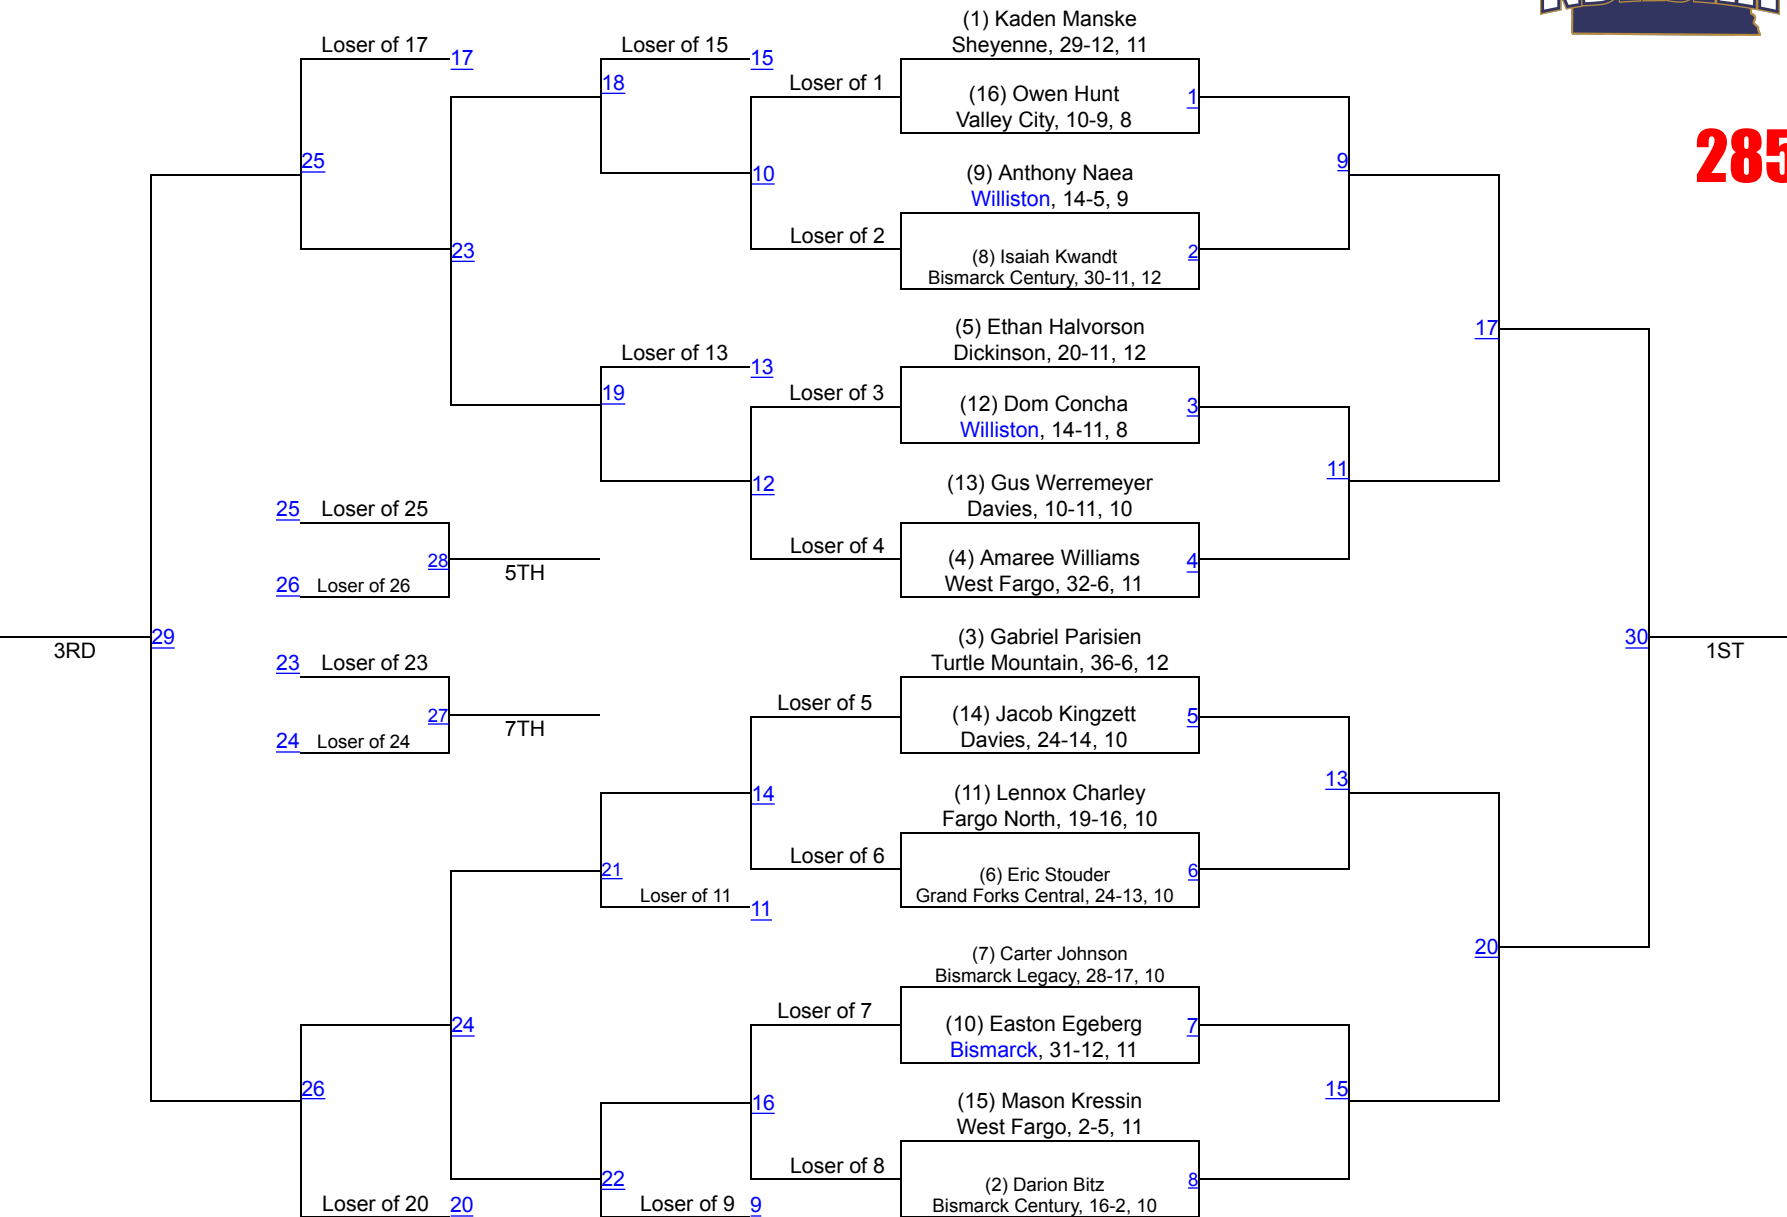 (1) Kaden Manske
Sheyenne, 29-12, 11
Loser of 17
17
Loser of 15
15
18
Loser of 1
(16) Owen Hunt
Valley City, 10-9, 8
1
285
25
10
(9) Anthony Naea
Williston, 14-5, 9
9
23
Loser of 2
(8) Isaiah Kwandt
Bismarck Century, 30-11, 12
2
(5) Ethan Halvorson
Dickinson, 20-11, 12
17
Loser of 13
13
19
Loser of 3
(12) Dom Concha
Williston, 14-11, 8
3
12
(13) Gus Werremeyer
Davies, 10-11, 10
11
25
Loser of 25
28
5TH
26
Loser of 26
Loser of 4
(4) Amaree Williams
West Fargo, 32-6, 11
4
3RD
29
(3) Gabriel Parisien
Turtle Mountain, 36-6, 12
30
1ST
23
Loser of 23
27
7TH
24
Loser of 24
Loser of 5
(14) Jacob Kingzett
Davies, 24-14, 10
5
14
(11) Lennox Charley
Fargo North, 19-16, 10
13
21
Loser of 11
11
Loser of 6
(6) Eric Stouder
Grand Forks Central, 24-13, 10
6
(7) Carter Johnson
Bismarck Legacy, 28-17, 10
20
24
Loser of 7
(10) Easton Egeberg
Bismarck, 31-12, 11
7
26
16
(15) Mason Kressin
West Fargo, 2-5, 11
15
22
Loser of 8
(2) Darion Bitz
Bismarck Century, 16-2, 10
8
Loser of 20
20
Loser of 9
9